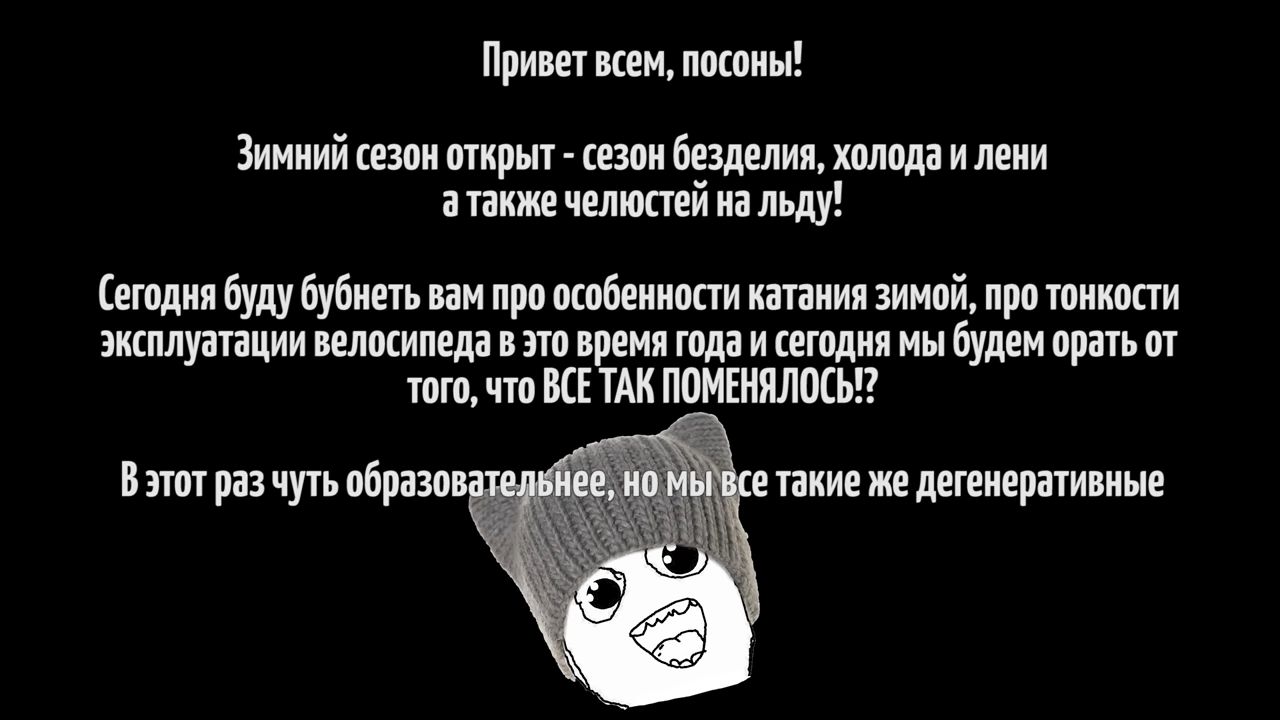 Привет всем, посоны!
Зимний сезон открыт - сезон безделия, холода и лени
а также челюстей на льду!
Сегодня буду бубнеть вам про особенности катания зимой, про тонкости
эксплуатации велосипеда в это время года и сегодня мы будем орать от
того, что ВСЕ ТАК ПОМЕНЯЛОСЬ!?
В этот раз чуть образовательнее, но мы все такие же дегенеративные